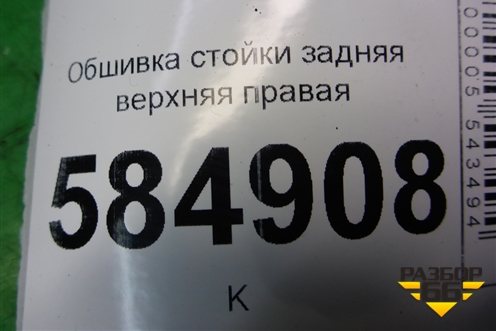 Обшивка стойки задняя
верхняя правая
584908
К
00005 543494
РАЗБОР
66